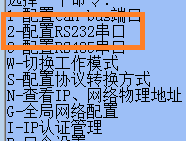 1-配置can-bus端口
2-配置RS232串口
3-配置RS485串口
W-切换工作模式
S-配置协议转换方式
N-查看IP、网络物理地址
G-全局网络配置
I-IP认证管理